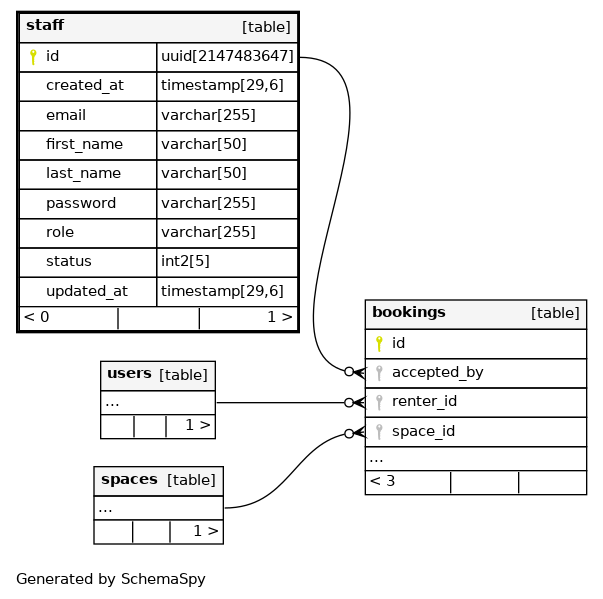 staff [table]
id uuid[2147483647]
created_at timestamp[29,6]
email varchar[255]
first_name varchar[50]
last_name varchar[50]
password varchar[255]
role varchar[255]
status int2[5]
updated_at timestamp[29,6]
< 0 1 >
bookings [table]
id
accepted_by
renter_id
space_id
...
< 3
users [table]
...
1 >
spaces [table]
...
1 >
Generated by SchemaSpy